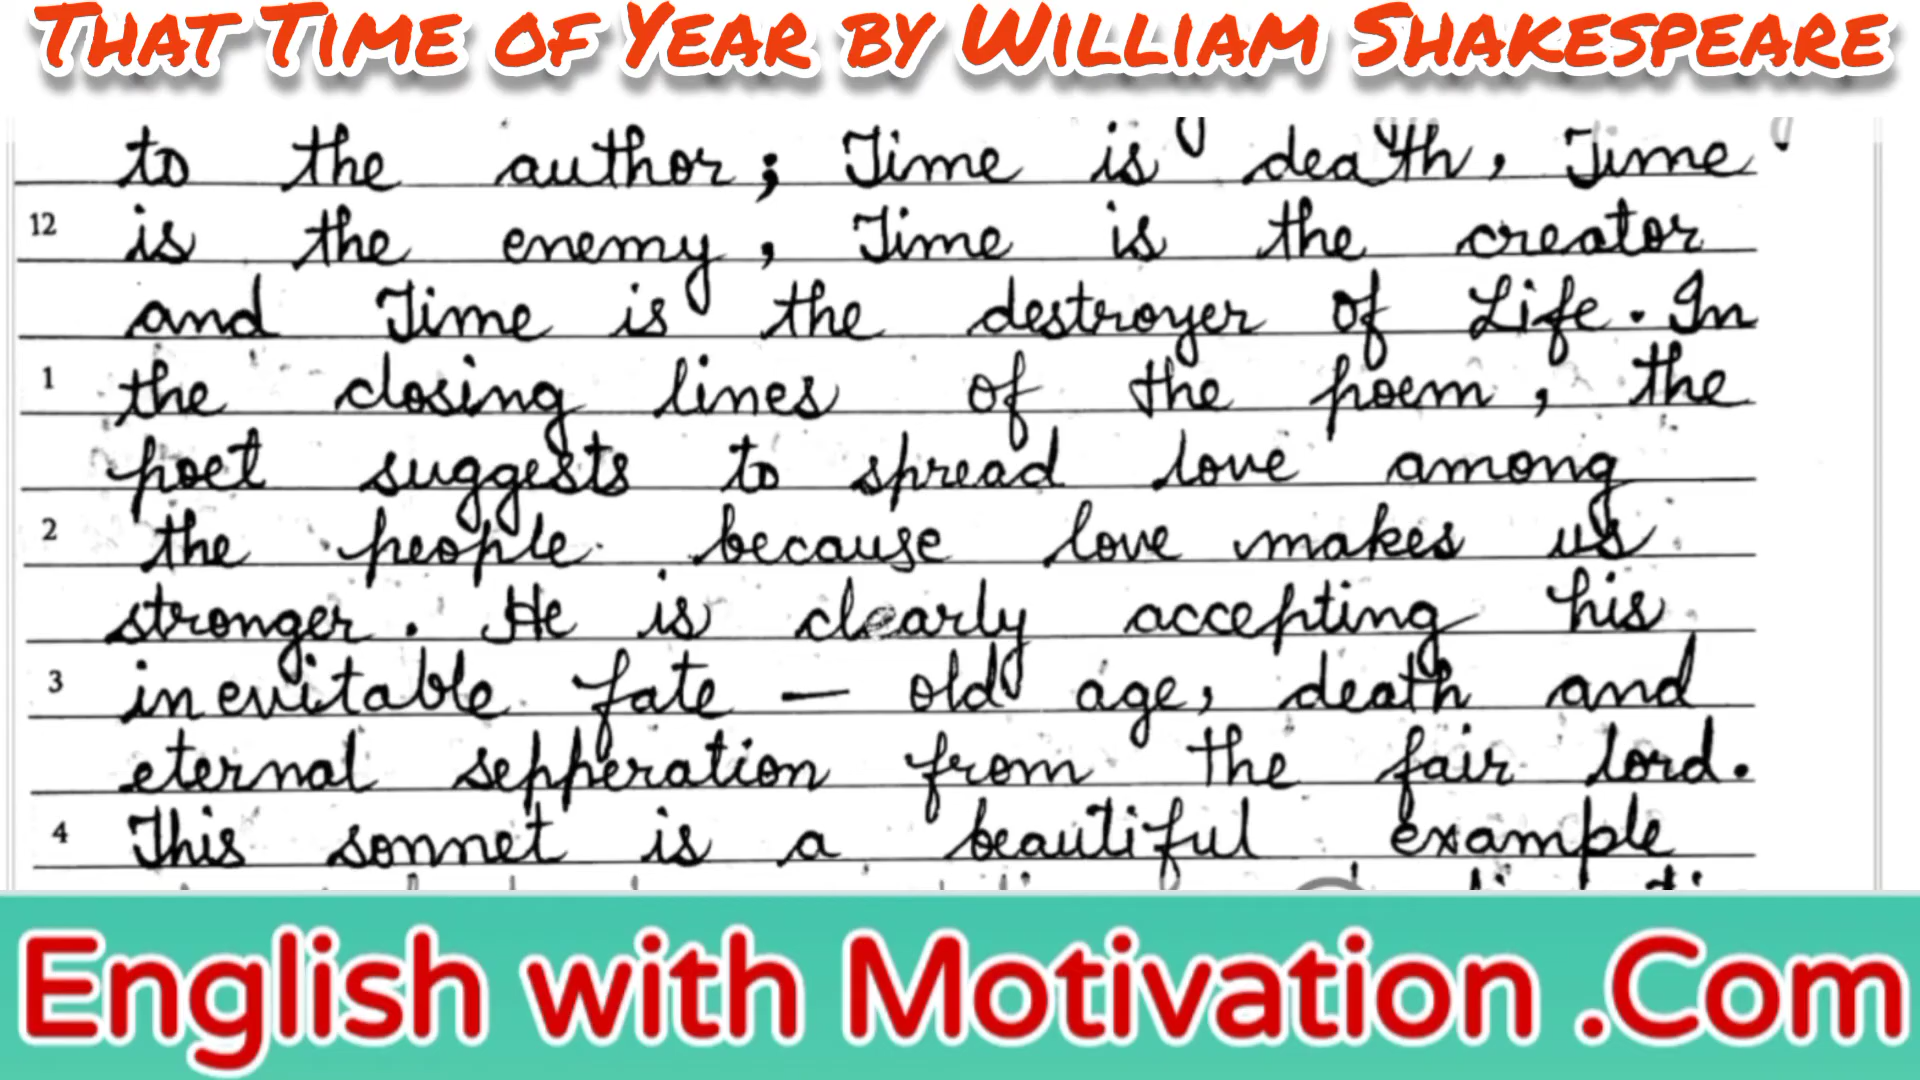 THAT TIME OF YEAR BY WILLIAM SHAKESPEARE
to the author; Time is death, Time
12 is the enemy, Time is the creator
and Time is the destroyer of Life. In
1 the closing lines of the poem, the
poet suggests to spread love among
2 the people because love makes us
stronger. He is clearly accepting his
3 inevitable fate — old age, death and
eternal sepperation from the fair lord.
4 This sonnet is a beautiful example
English with Motivation .Com